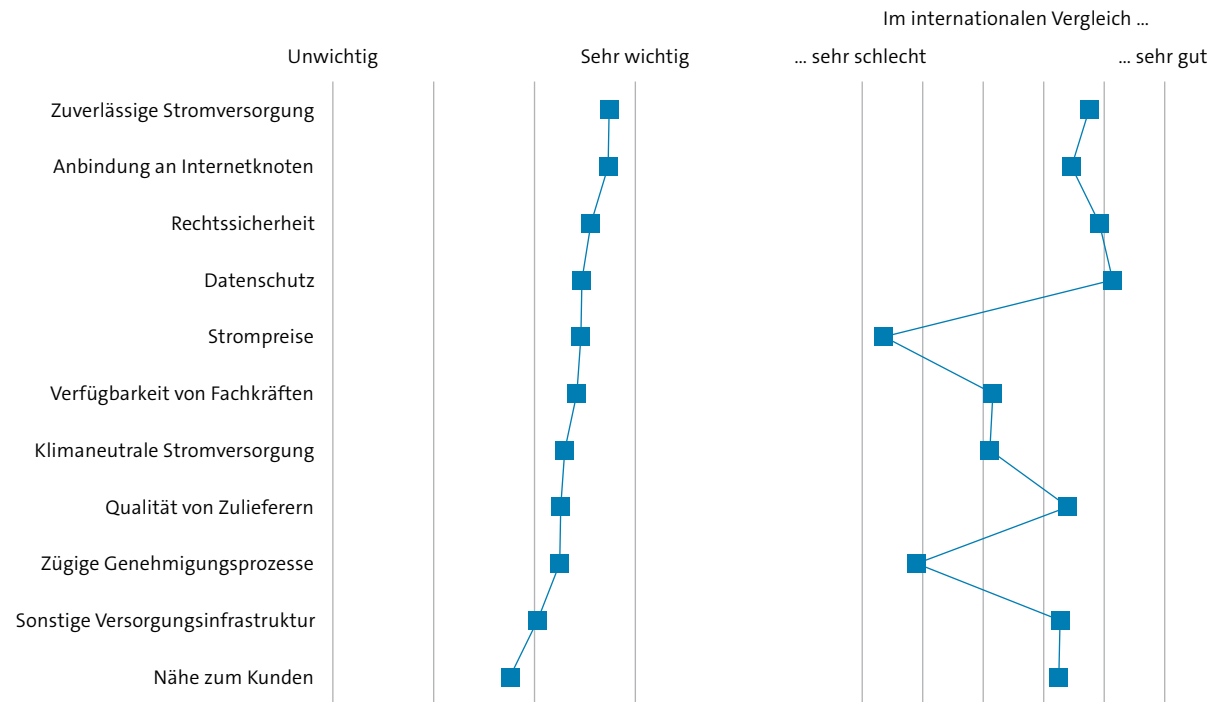 Im internationalen Vergleich ...
Unwichtig
Sehr wichtig
... sehr schlecht
... sehr gut
Zuverlässige Stromversorgung
Anbindung an Internetknoten
Rechtssicherheit
Datenschutz
Strompreise
Verfügbarkeit von Fachkräften
Klimaneutrale Stromversorgung
Qualität von Zulieferern
Zügige Genehmigungsprozesse
Sonstige Versorgungsinfrastruktur
Nähe zum Kunden